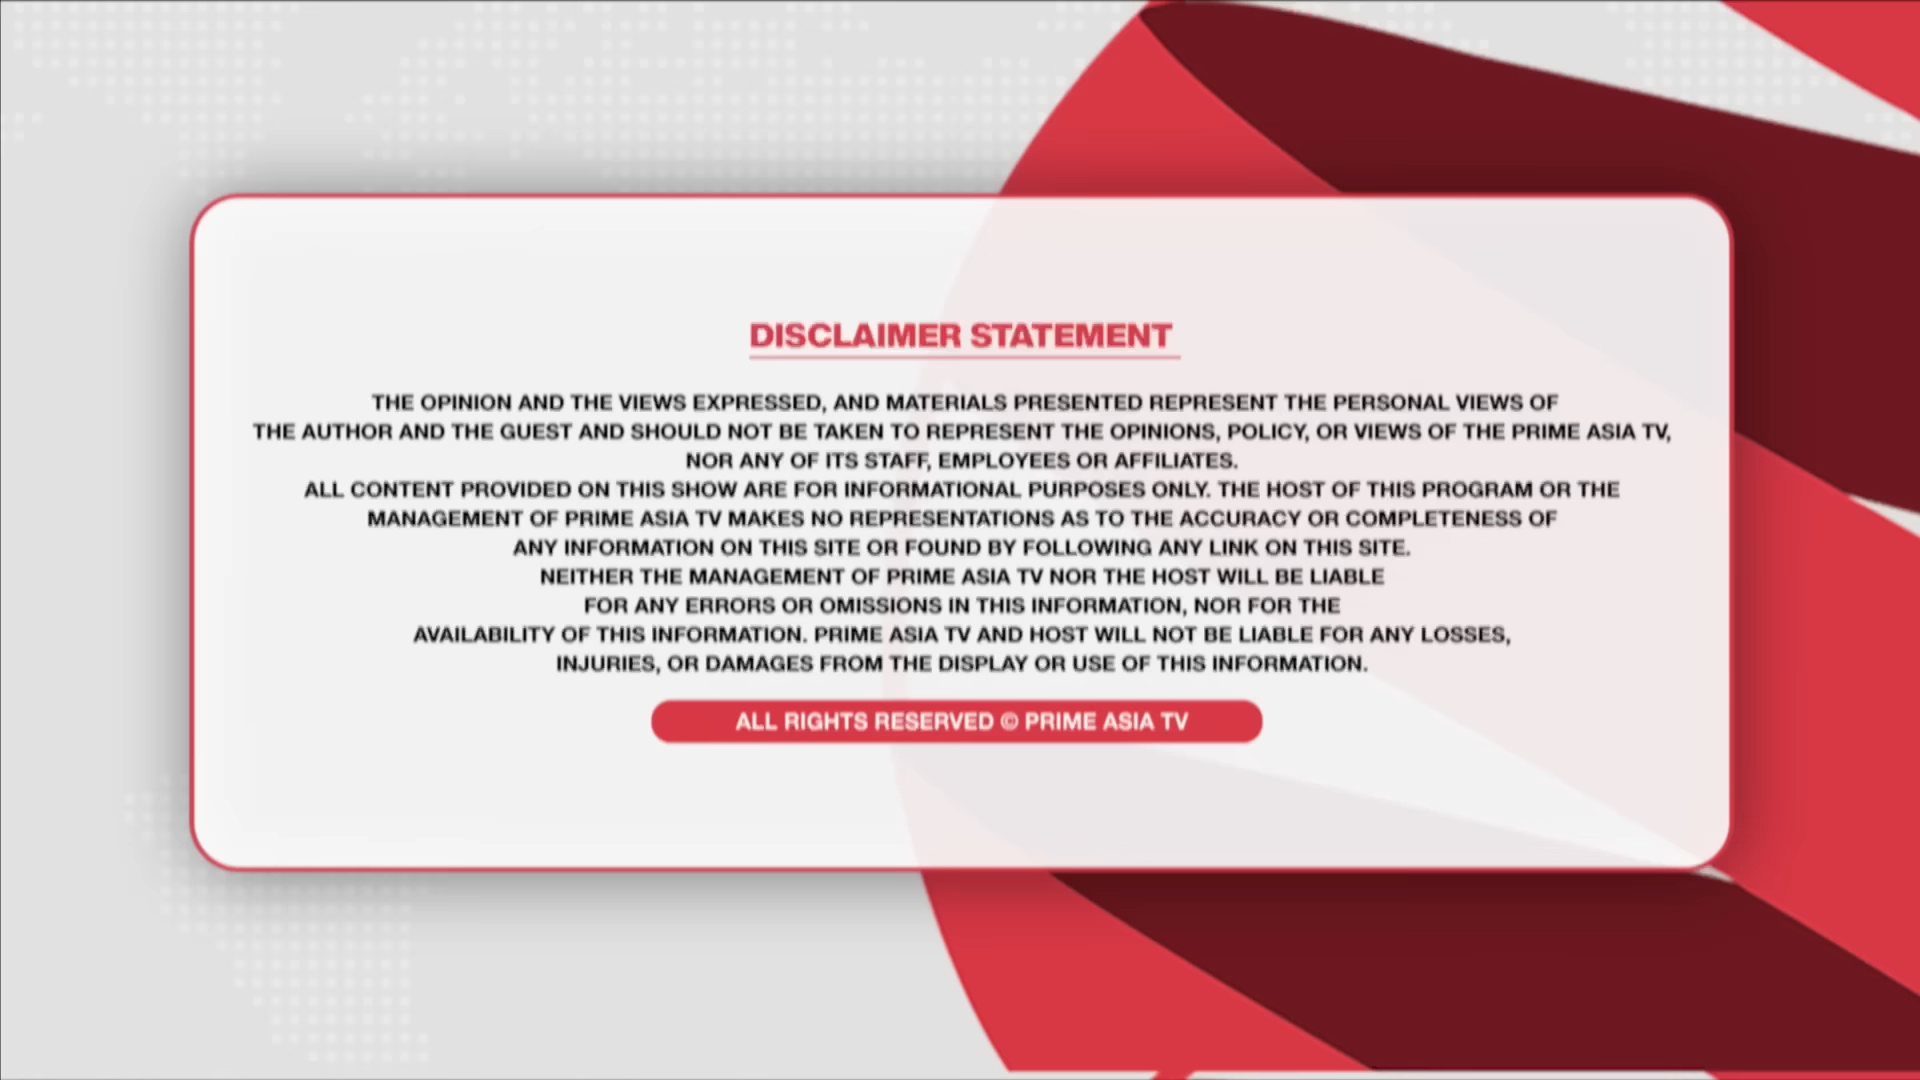 DISCLAIMER STATEMENT
THE OPINION AND THE VIEWS EXPRESSED, AND MATERIALS PRESENTED REPRESENT THE PERSONAL VIEWS OF
THE AUTHOR AND THE GUEST AND SHOULD NOT BE TAKEN TO REPRESENT THE OPINIONS, POLICY, OR VIEWS OF THE PRIME ASIA TV,
NOR ANY OF ITS STAFF, EMPLOYEES OR AFFILIATES.
ALL CONTENT PROVIDED ON THIS SHOW ARE FOR INFORMATIONAL PURPOSES ONLY. THE HOST OF THIS PROGRAM OR THE
MANAGEMENT OF PRIME ASIA TV MAKES NO REPRESENTATIONS AS TO THE ACCURACY OR COMPLETENESS OF
ANY INFORMATION ON THIS SITE OR FOUND BY FOLLOWING ANY LINK ON THIS SITE.
NEITHER THE MANAGEMENT OF PRIME ASIA TV NOR THE HOST WILL BE LIABLE
FOR ANY ERRORS OR OMISSIONS IN THIS INFORMATION, NOR FOR THE
AVAILABILITY OF THIS INFORMATION. PRIME ASIA TV AND HOST WILL NOT BE LIABLE FOR ANY LOSSES,
INJURIES, OR DAMAGES FROM THE DISPLAY OR USE OF THIS INFORMATION.
ALL RIGHTS RESERVED © PRIME ASIA TV